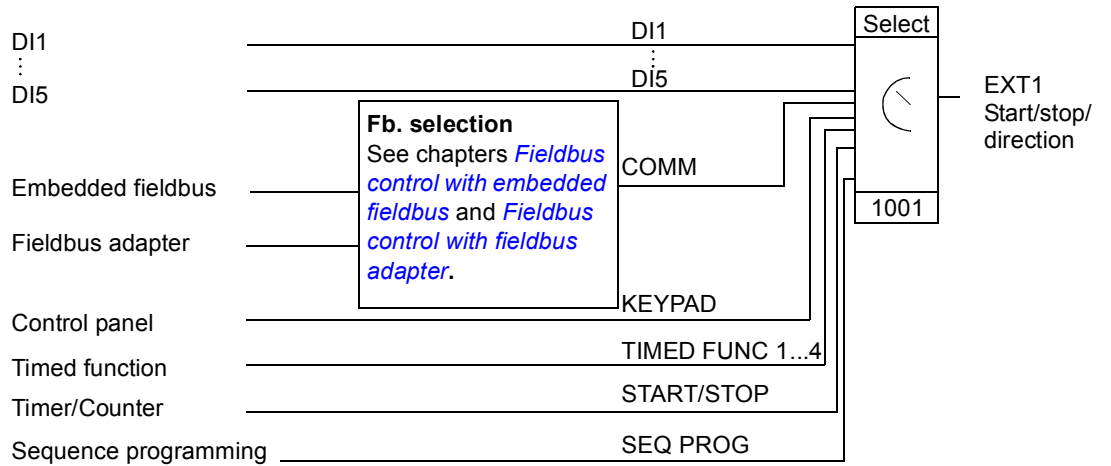 DI1
DI1
Select
DI5
DI5
EXT1
Start/stop/
direction
Fb. selection
See chapters Fieldbus
control with embedded
fieldbus and Fieldbus
control with fieldbus
adapter.
COMM
Embedded fieldbus
1001
Fieldbus adapter
KEYPAD
Control panel
TIMED FUNC 1...4
Timed function
START/STOP
Timer/Counter
SEQ PROG
Sequence programming